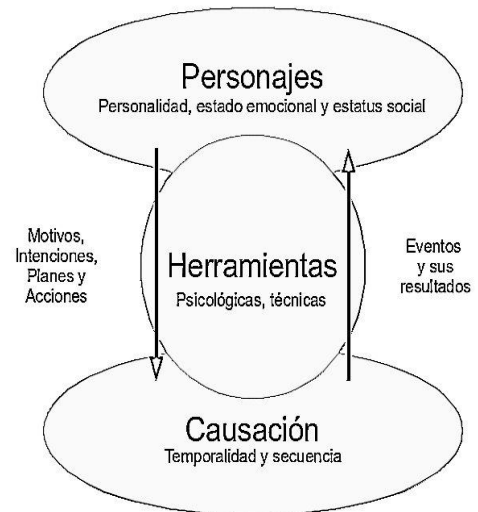 Personajes
Personalidad, estado emocional y estatus social
Motivos,
Intenciones,
Planes y
Acciones
Herramientas
Psicológicas, técnicas
Eventos
y sus
resultados
Causación
Temporalidad y secuencia